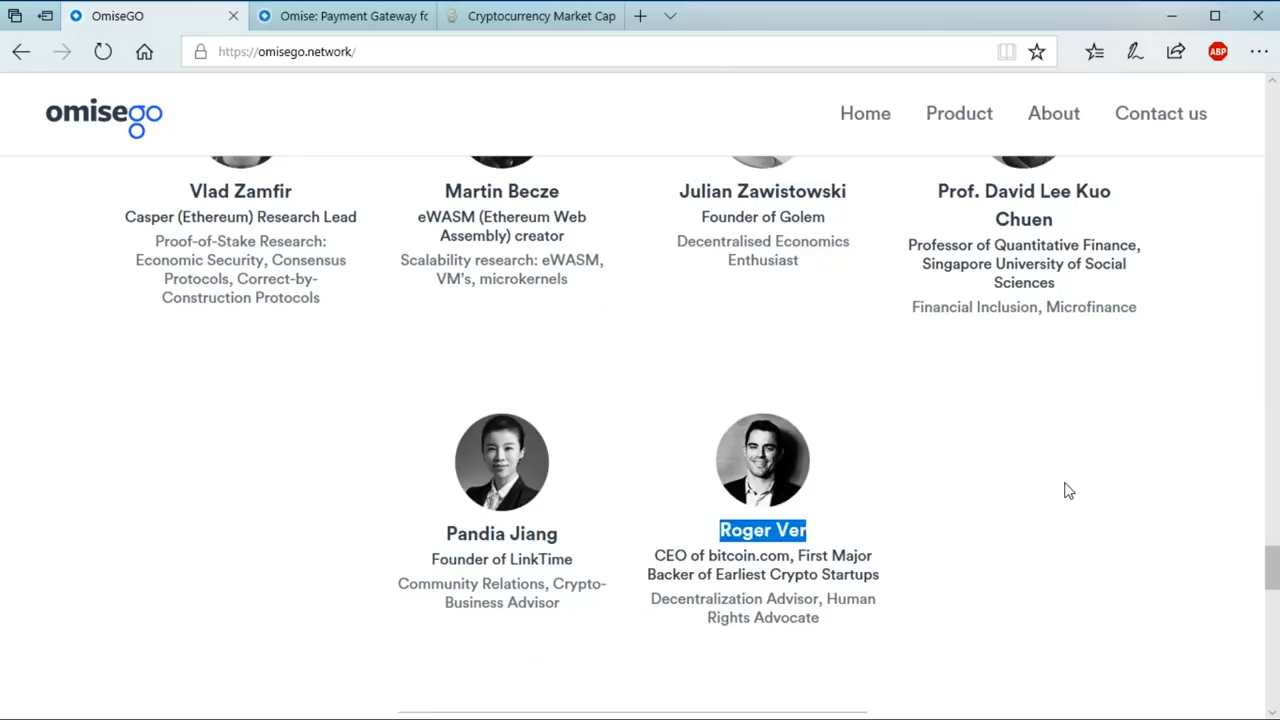 OmiseGO
Omise: Payment Gateway fo
Cryptocurrency Market Cap
https://omisego.network/
ABP
omisego
Home
Product
About
Contact us
Vlad Zamfir
Casper (Ethereum) Research Lead
Proof-of-Stake Research:
Economic Security, Consensus
Protocols, Correct-by-
Construction Protocols
Martin Becze
eWASM (Ethereum Web
Assembly) creator
Scalability research: eWASM,
VM's, microkernels
Julian Zawistowski
Founder of Golem
Decentralised Economics
Enthusiast
Prof. David Lee Kuo
Chuen
Professor of Quantitative Finance,
Singapore University of Social
Sciences
Financial Inclusion, Microfinance
Pandia Jiang
Founder of LinkTime
Community Relations, Crypto-
Business Advisor
Roger Ver
CEO of bitcoin.com, First Major
Backer of Earliest Crypto Startups
Decentralization Advisor, Human
Rights Advocate